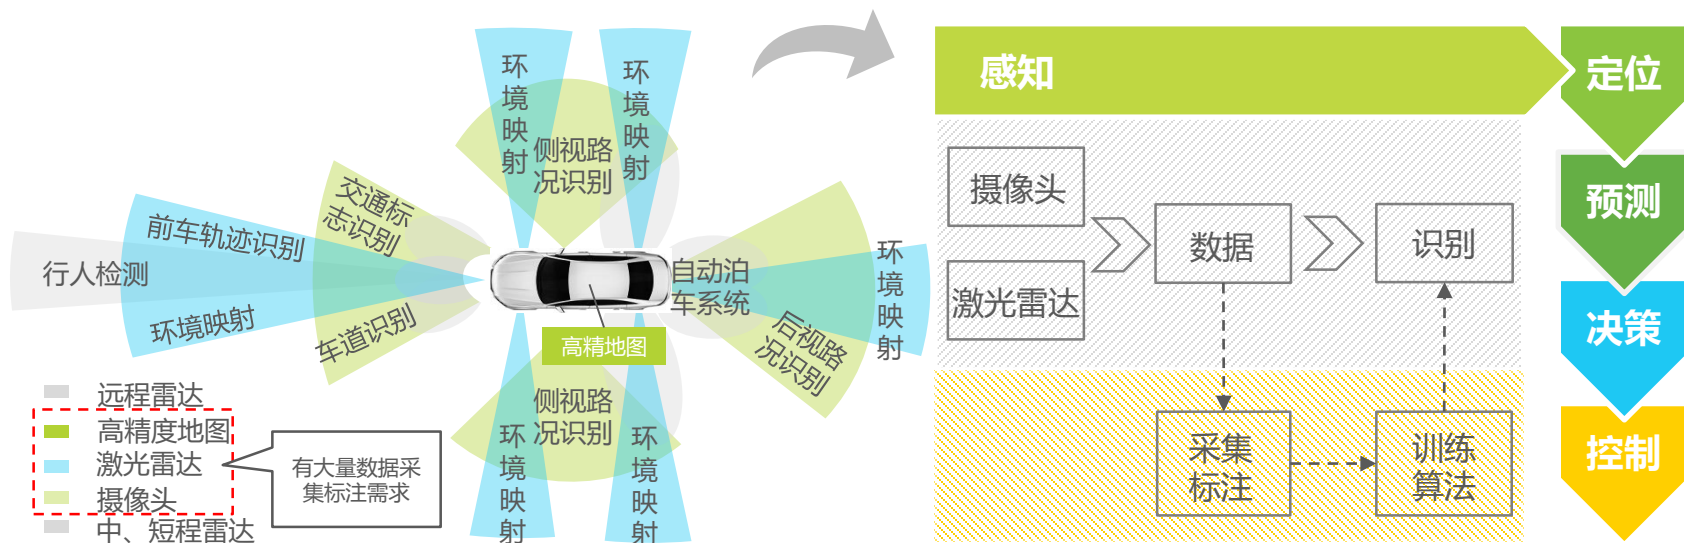 环境映射
环境映射
侧视路
况识别
交通标
志识别
前车轨迹识别
行人检测
环境映射
车道识别
自动泊
车系统
环境映射
后视路
况识别
高精地图
侧视路
况识别
环境映射
环境映射
远程雷达
高精度地图
激光雷达
摄像头
中、短程雷达
有大量数据采
集标注需求
感知
摄像头
激光雷达
数据
识别
采集
标注
训练
算法
定位
预测
决策
控制